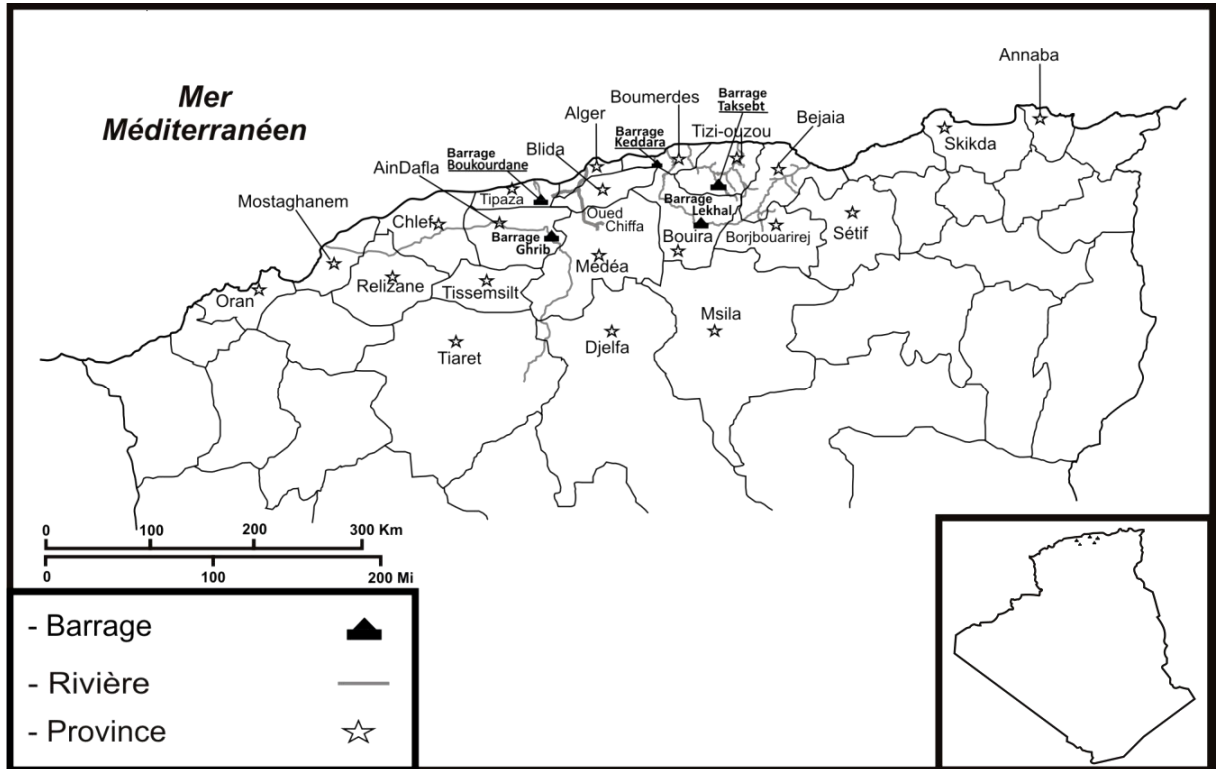 Mer
Méditerranéen
Annaba
Boumerdes
Barrage
Taksebt
Alger
Bejaia
Barrage
Keddara
Tizi-ouzou
Skikda
Barrage
Boukourdane
Blida
AinDafla
Mostaghanem
Tipaza
Chlef
Oued
Chiffa
Barrage
Lekhal
Barrage
Ghrib
Bouira
Borjbouarirej
Sétif
Médéa
Relizane
Tissemsilt
Oran
Msila
Tiaret
Djelfa
0 100 200 300 Km
0 100 200 Mi
- Barrage
- Rivière
- Province